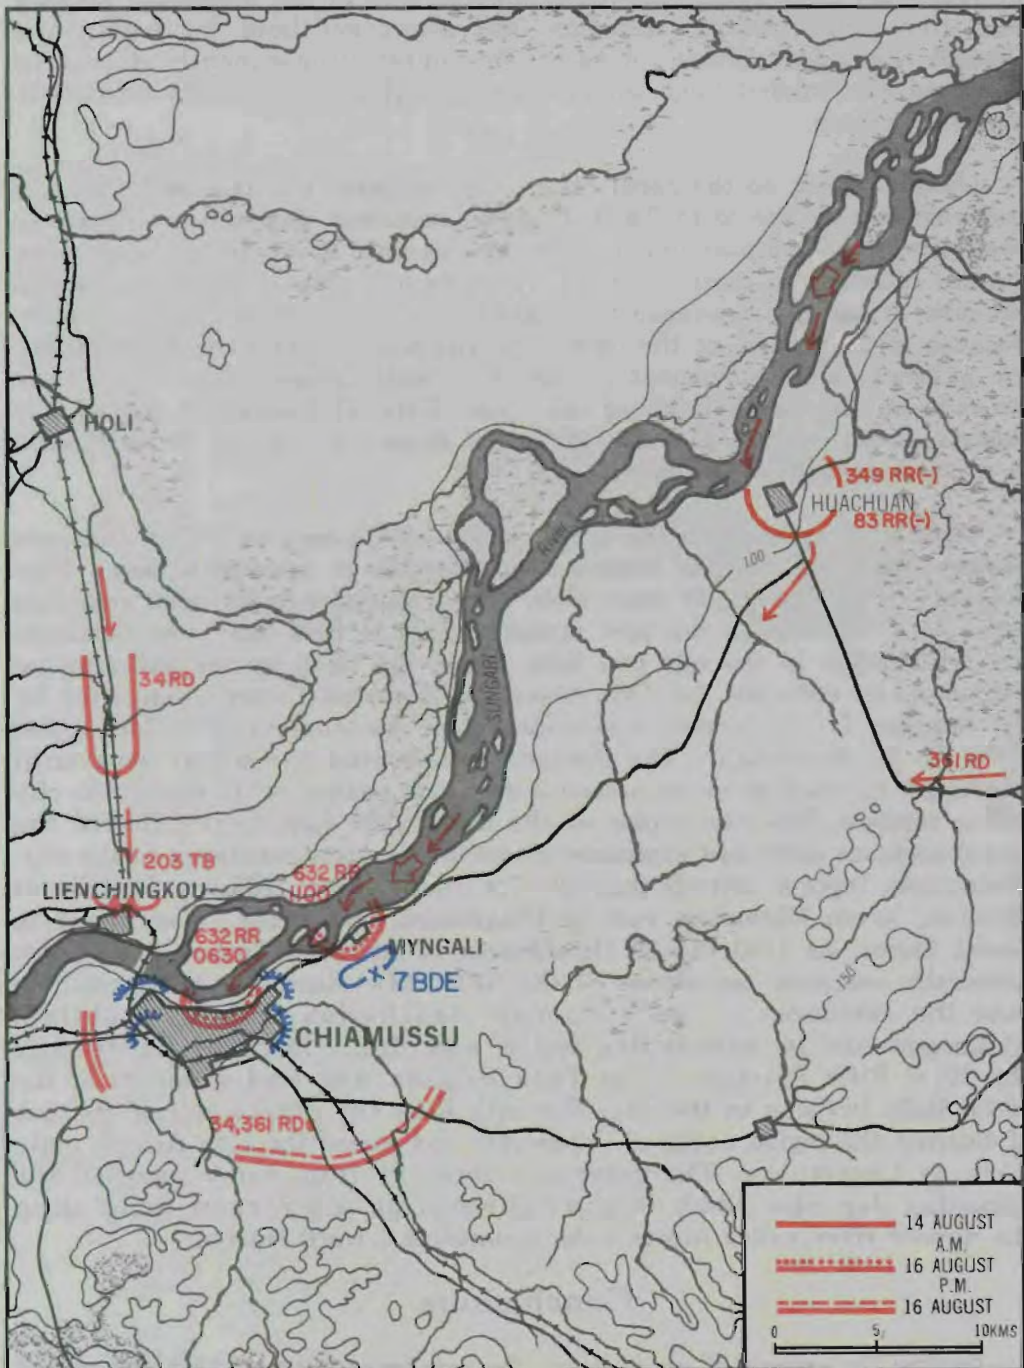 HOLI
349 RR(-)
HUACHUAN
83 RR(-)
100
River
34 RD
SUNGARI
361 RD
203 TB
LIENCHINGKOU
632 RR
1100
632 RR
0630
MYNGALI
7 BDE
150
CHIAMUSSU
34,361 RDs
14 AUGUST
A.M.
16 AUGUST
P.M.
16 AUGUST
0 5 10KMS